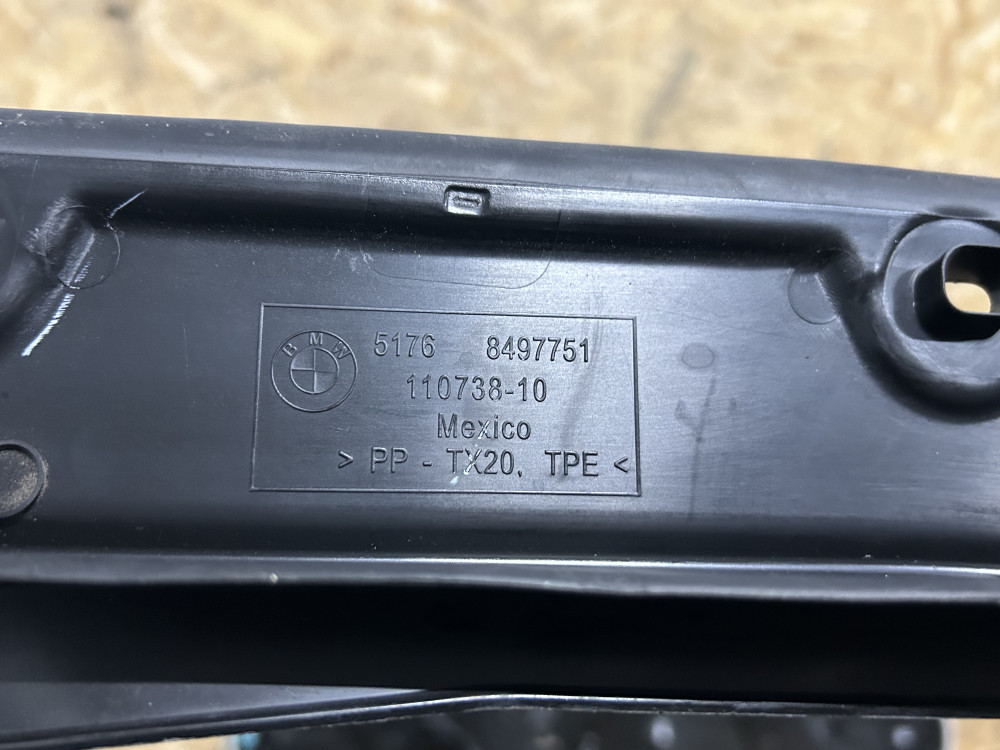 BMW
5176 8497751
110738-10
Mexico
> PP - TX20, TPE <